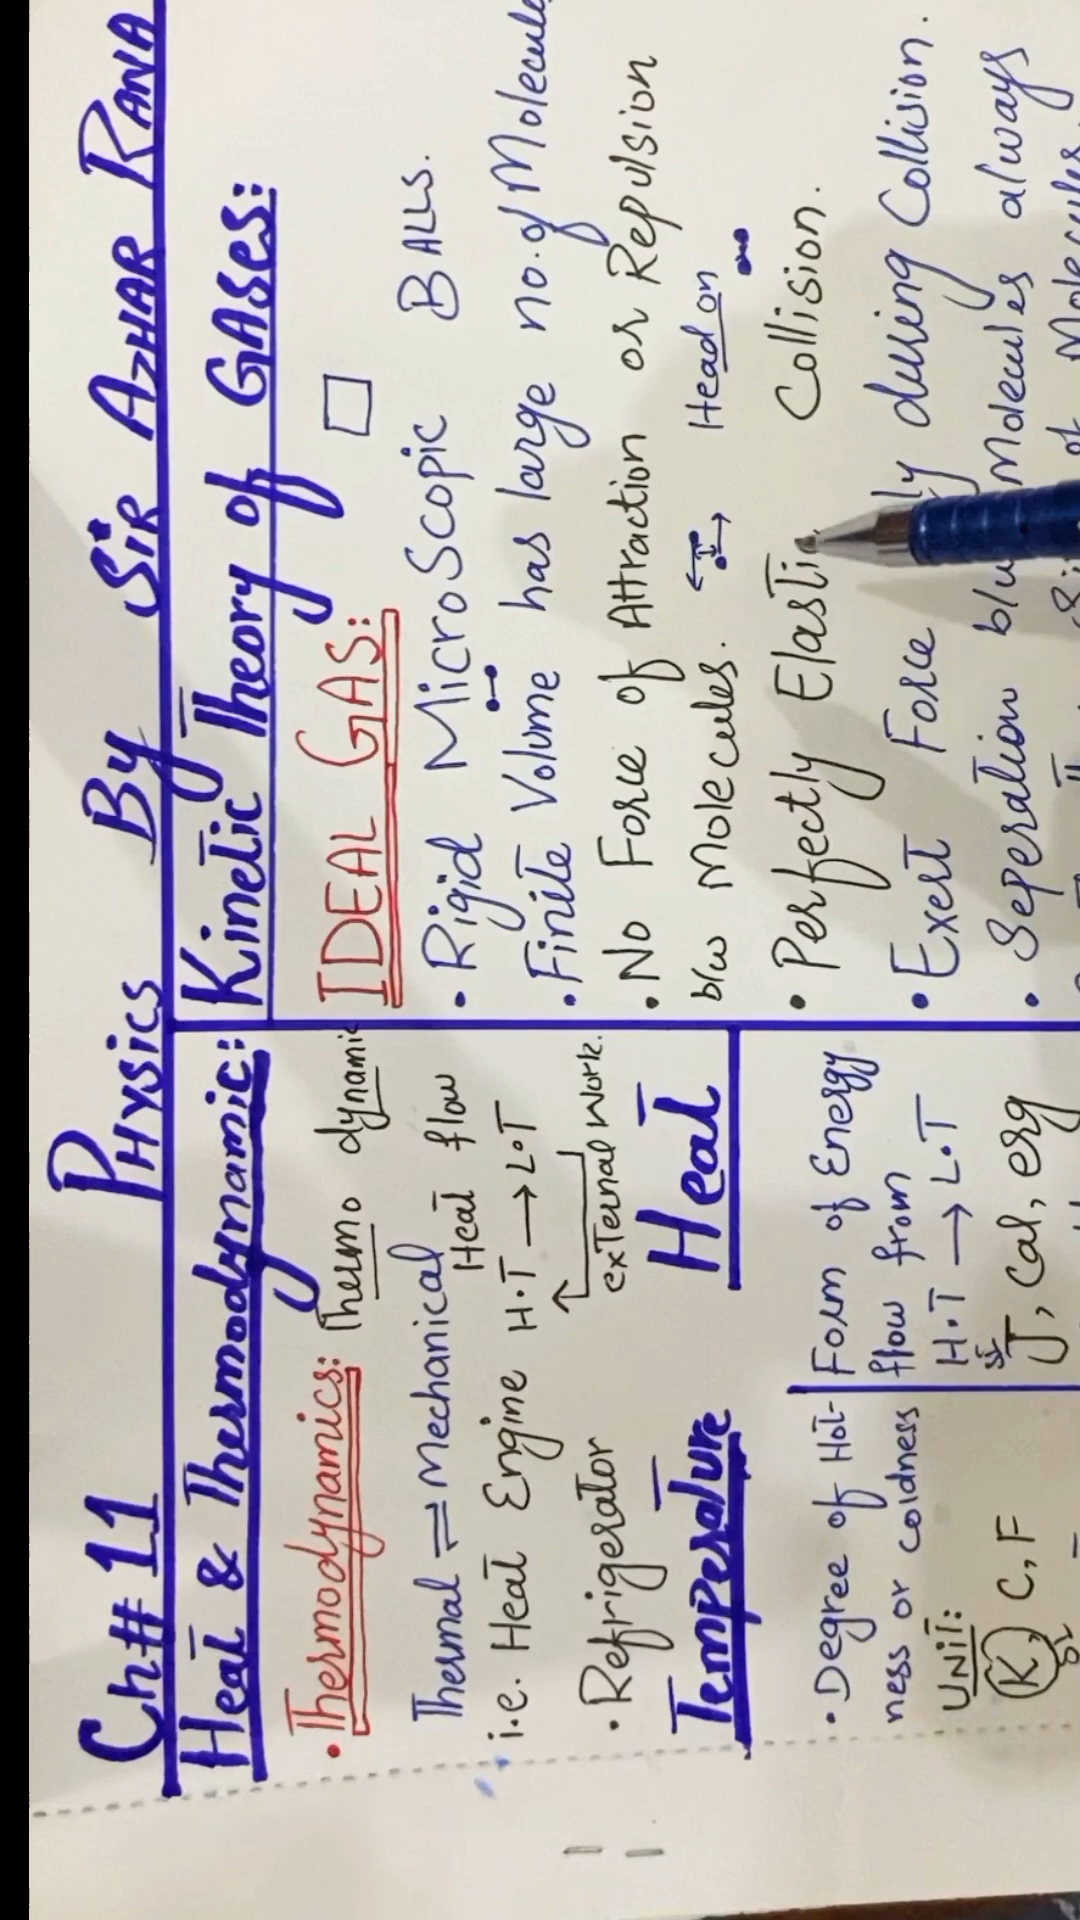 Ch# 11 Physics By Sir Azhar Rana
Heat & Thermodynamic:
• Thermodynamics: Thermo dynamic
Thermal ⇌ Mechanical
i.e. Heat Engine
Heat flow
H.T → L.T
external work.
• Refrigerator
Temperature
• Degree of Hot-
ness or coldness
Unit:
K, C, F
SI
Heat
Form of Energy
flow from
H.T → L.T
SI
J, Cal, erg
Kinetic Theory of Gases:
IDEAL GAS:
• Rigid MicroScopic BALLS.
• Finite Volume has large no. of
• No Force of Attraction or Repulsion
b/w Molecules. Head on
• Perfectly Collision.
• Exert Force during Collision.
• Seperation Molecules always
of